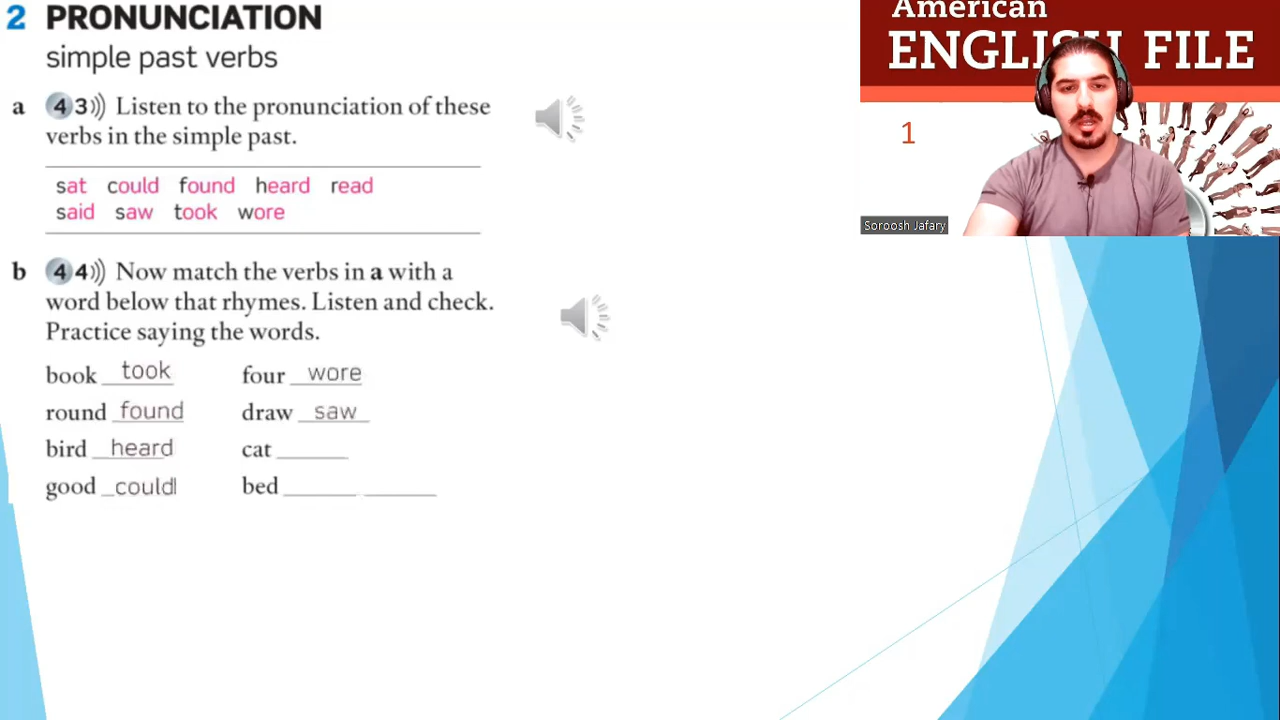 2 PRONUNCIATION
simple past verbs
a 4 3))) Listen to the pronunciation of these
verbs in the simple past.
sat could found heard read
said saw took wore
b 4 4))) Now match the verbs in a with a
word below that rhymes. Listen and check.
Practice saying the words.
book took four wore
round found draw saw
bird heard cat ______
good could bed ______ ______
American
ENGLISH FILE
1
Soroosh Jafary